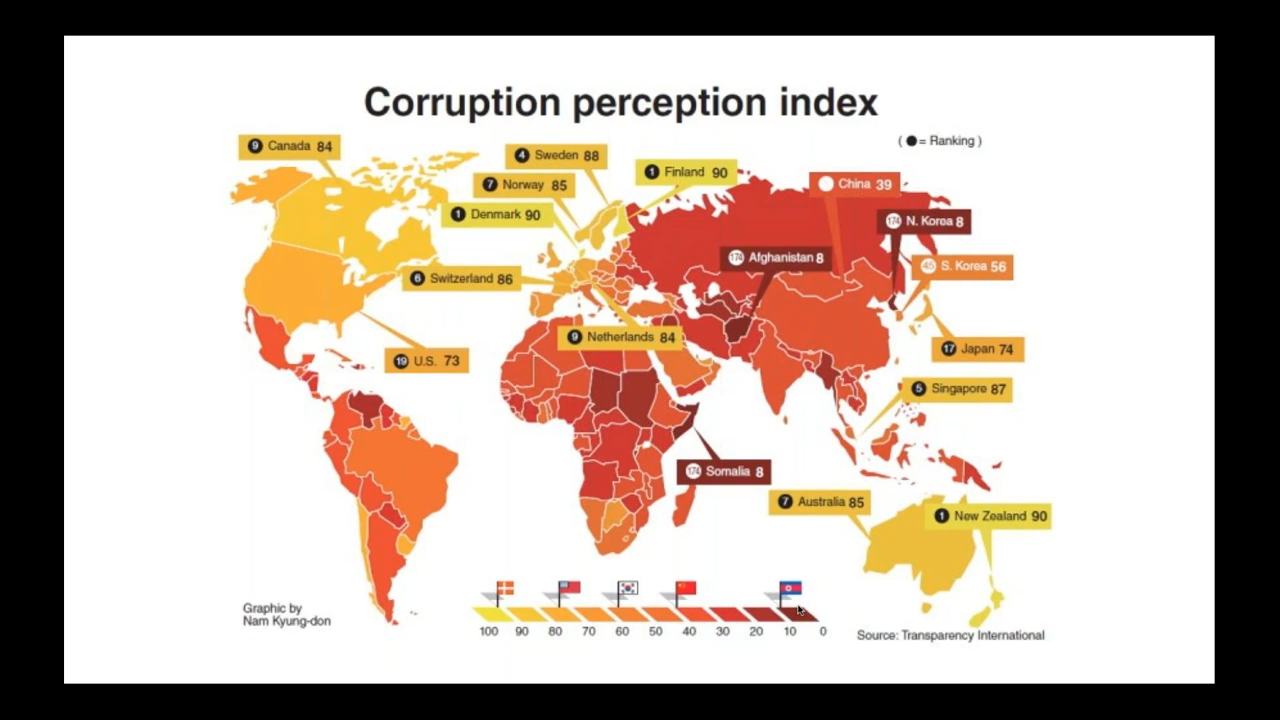 Corruption perception index
( ● = Ranking )
9 Canada 84
4 Sweden 88
1 Finland 90
7 Norway 85
China 39
1 Denmark 90
174 N. Korea 8
174 Afghanistan 8
45 S. Korea 56
6 Switzerland 86
9 Netherlands 84
17 Japan 74
19 U.S. 73
5 Singapore 87
174 Somalia 8
7 Australia 85
1 New Zealand 90
Graphic by
Nam Kyung-don
100 90 80 70 60 50 40 30 20 10 0
Source: Transparency International